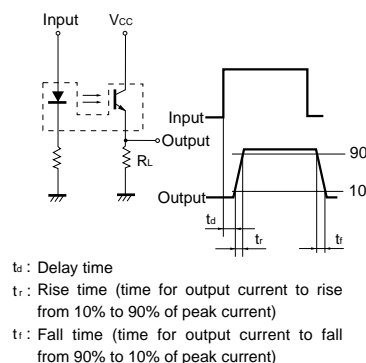 Input
Vcc
Input
Output
RL
90
10
Output
td
tr
tf
td : Delay time
tr : Rise time (time for output current to rise
from 10% to 90% of peak current)
tf : Fall time (time for output current to fall
from 90% to 10% of peak current)